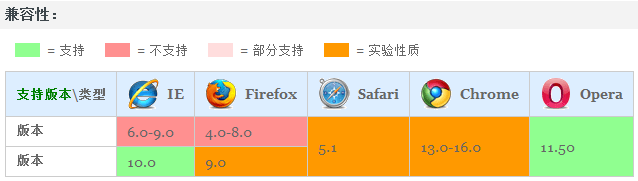 兼容性：
= 支持 = 不支持 = 部分支持 = 实验性质
支持版本\类型 IE Firefox Safari Chrome Opera
版本 6.0-9.0 4.0-8.0 5.1 13.0-16.0 11.50
版本 10.0 9.0